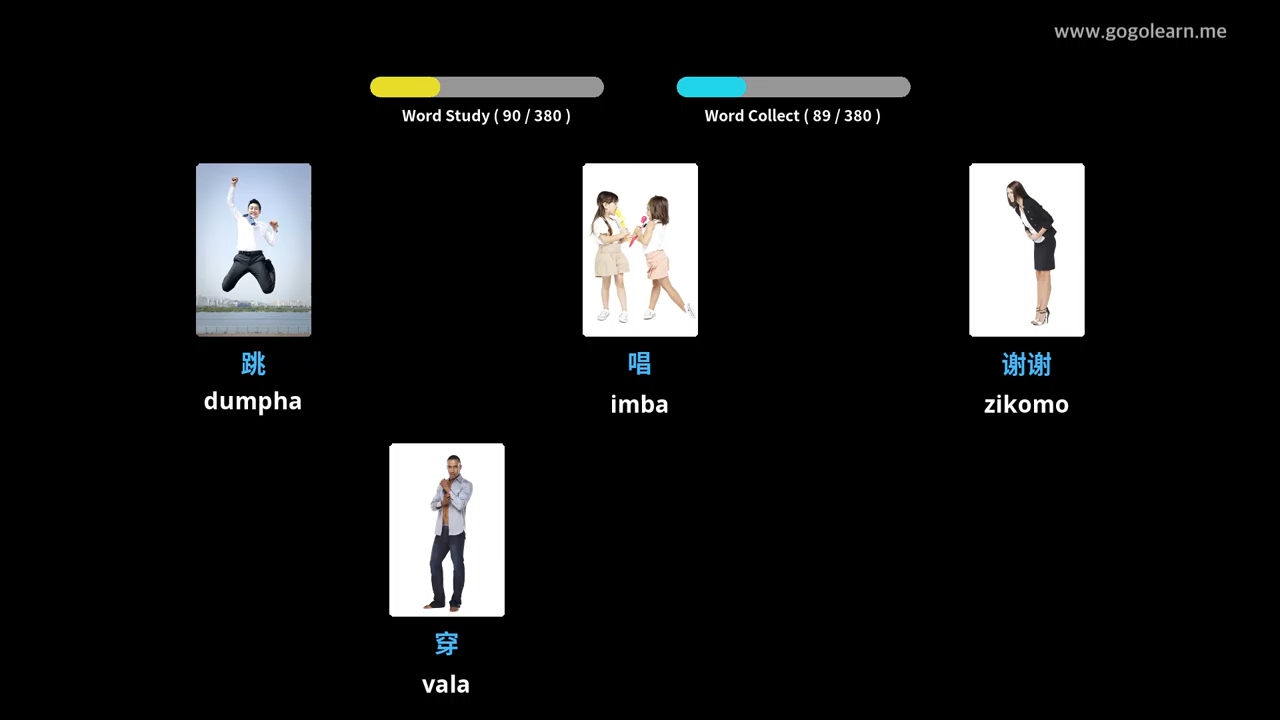 www.gogolearn.me
Word Study ( 90 / 380 )
Word Collect ( 89 / 380 )
跳
dumpha
唱
imba
谢谢
zikomo
穿
vala